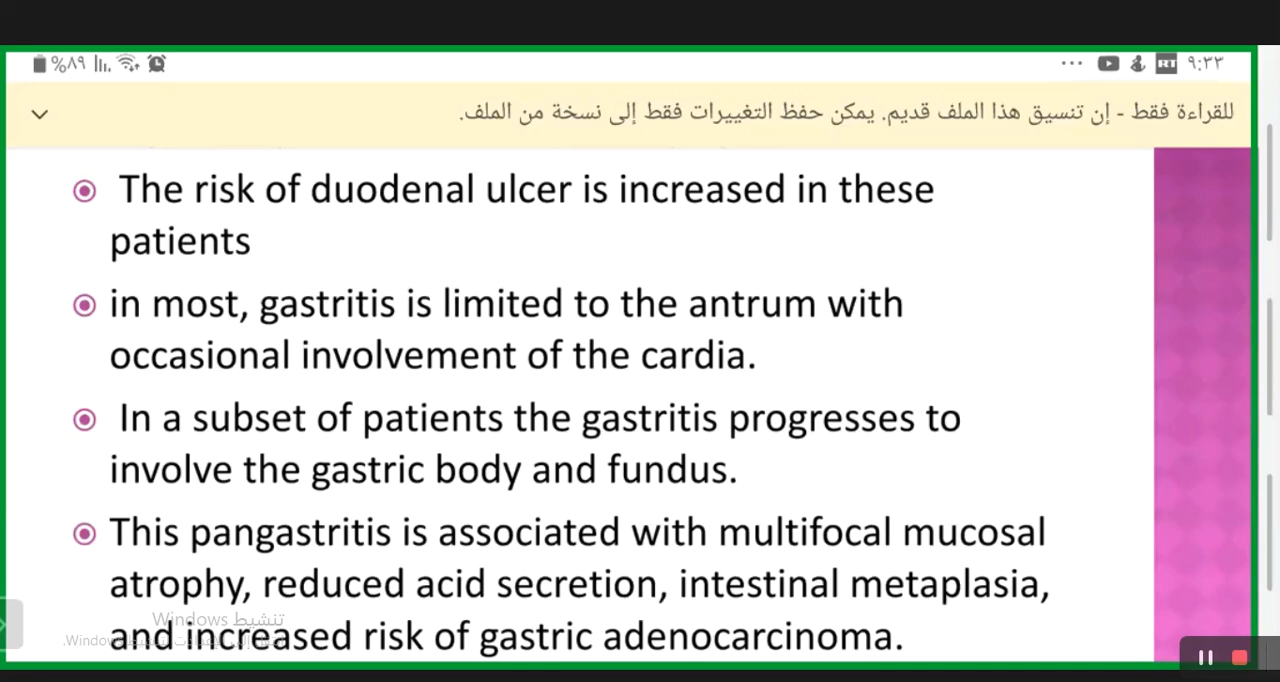 %٨٩
RT ٩:٣٣
للقراءة فقط - إن تنسيق هذا الملف قديم. يمكن حفظ التغييرات فقط إلى نسخة من الملف.
The risk of duodenal ulcer is increased in these
patients
in most, gastritis is limited to the antrum with
occasional involvement of the cardia.
In a subset of patients the gastritis progresses to
involve the gastric body and fundus.
This pangastritis is associated with multifocal mucosal
atrophy, reduced acid secretion, intestinal metaplasia,
تنشيط Windows
and increased risk of gastric adenocarcinoma.
Windows.